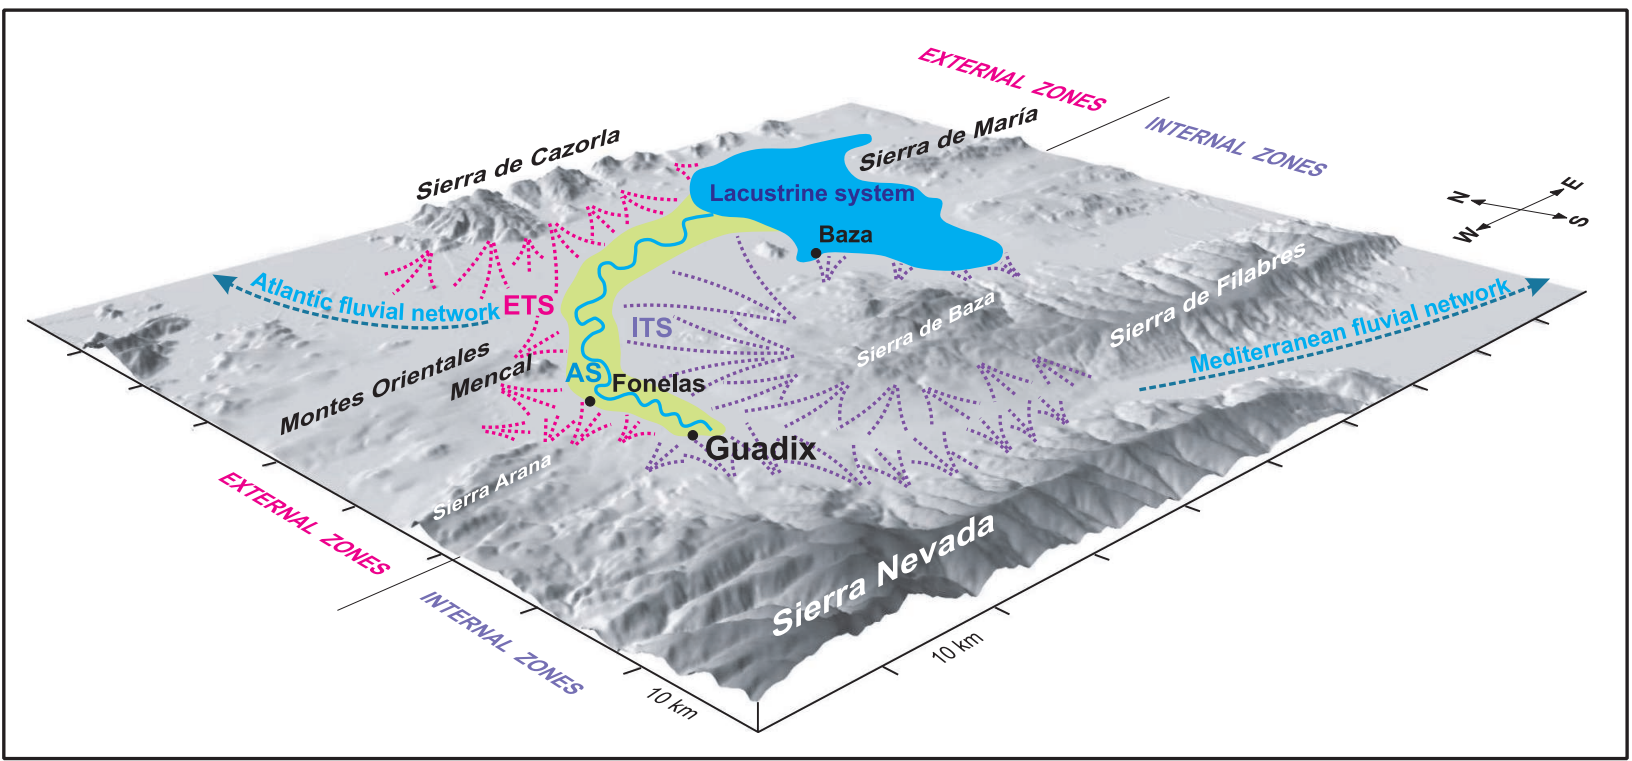 EXTERNAL ZONES
INTERNAL ZONES
Sierra de Cazorla
Sierra de María
Lacustrine system
Baza
N
E
W
S
Atlantic fluvial network
ETS
ITS
Sierra de Baza
Sierra de Filabres
Mediterranean fluvial network
Montes Orientales
Mencal
AS
Fonelas
Guadix
Sierra Arana
Sierra Nevada
EXTERNAL ZONES
INTERNAL ZONES
10 km
10 km